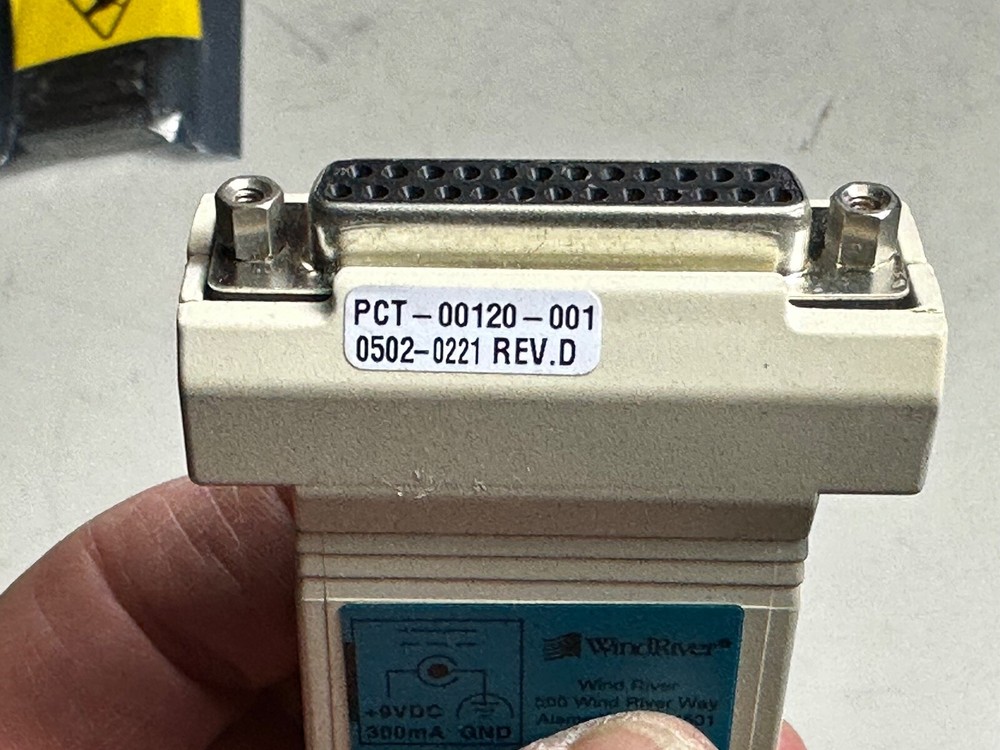 PCT-00120-001
0502-0221 REV.D
WindRiver®
Wind River
500 Wind River Way
+9VDC
300mA GND